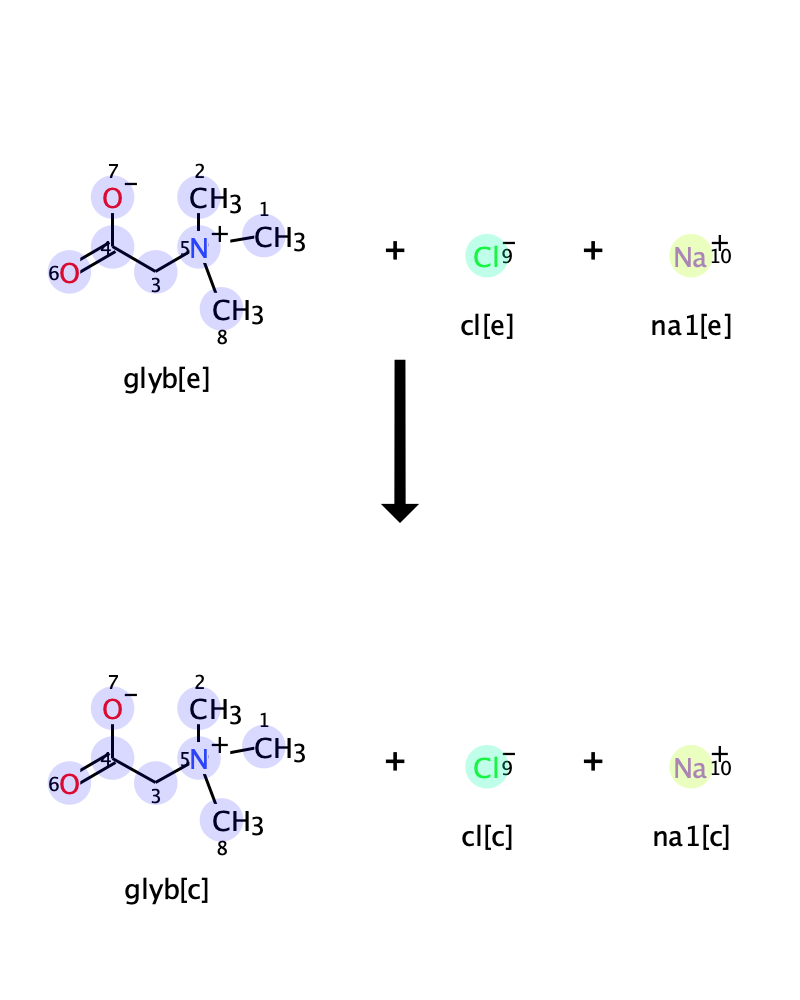 7
O −
2
CH3
1
CH3
4
5 N +
6 O
3
CH3
8
+
Cl −
9
+
Na +
10
cl[e]
na1[e]
glyb[e]
7
O −
2
CH3
1
CH3
4
5 N +
6 O
3
CH3
8
+
Cl −
9
+
Na +
10
cl[c]
na1[c]
glyb[c]